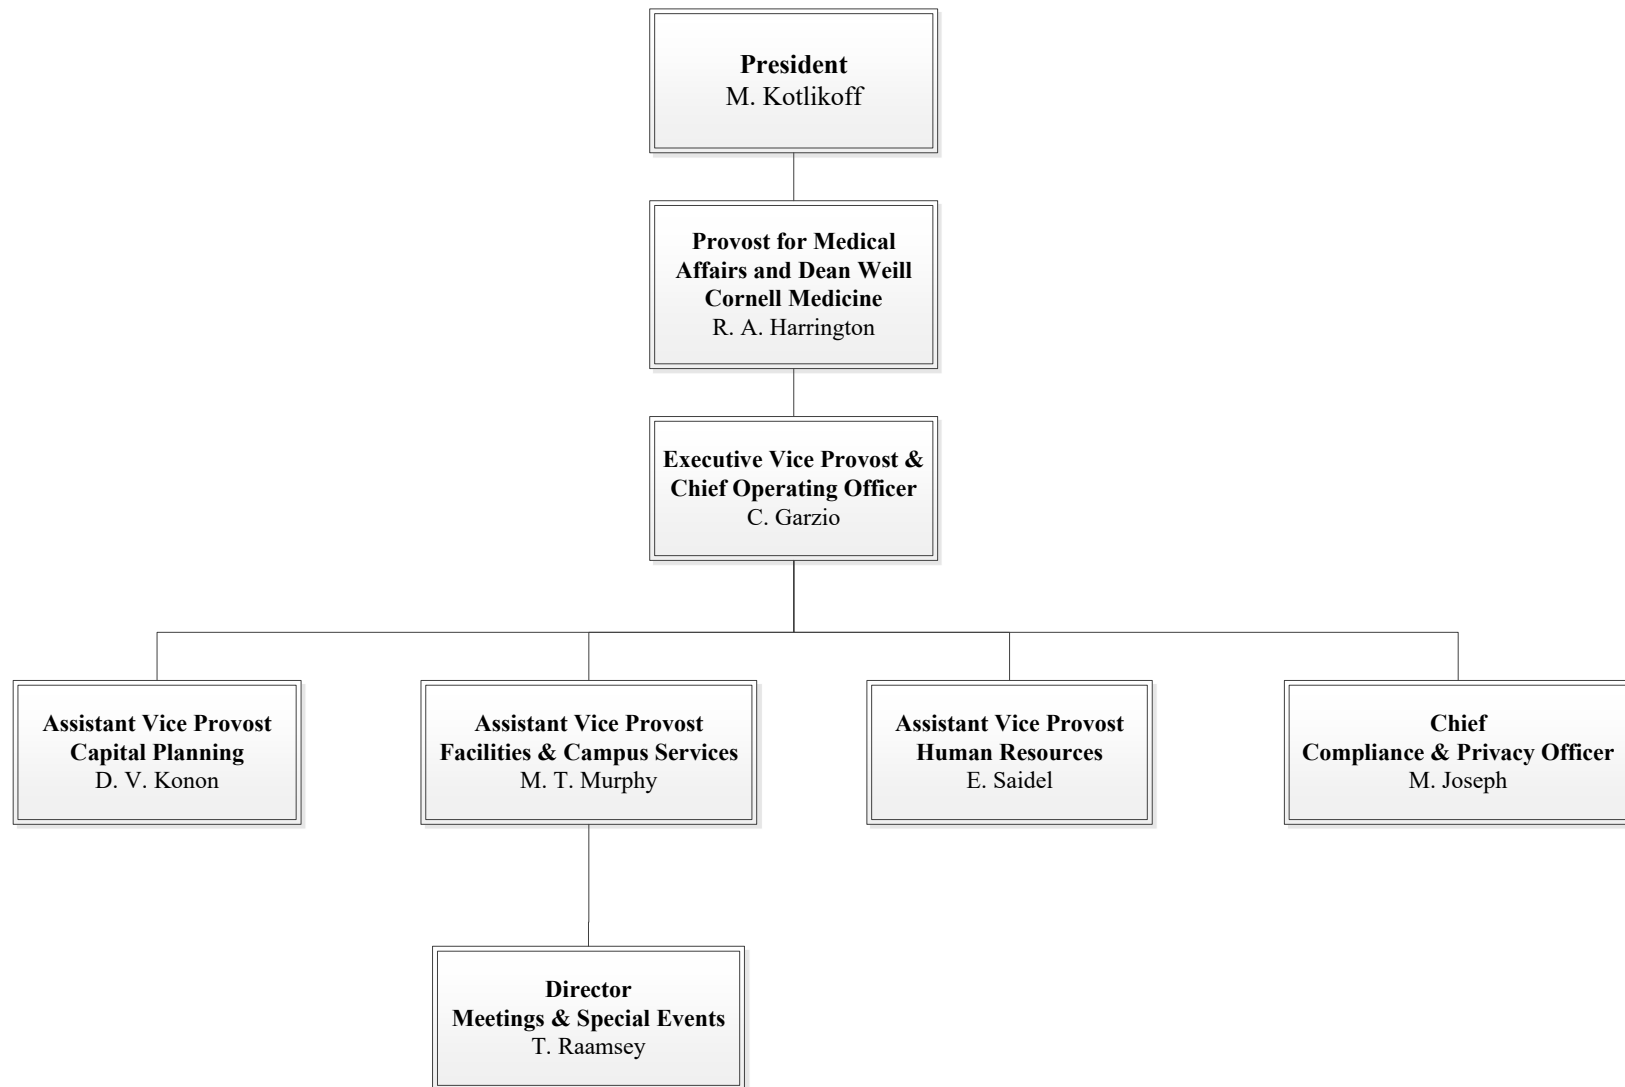 President
M. Kotlikoff
Provost for Medical
Affairs and Dean Weill
Cornell Medicine
R. A. Harrington
Executive Vice Provost &
Chief Operating Officer
C. Garzio
Assistant Vice Provost
Capital Planning
D. V. Konon
Assistant Vice Provost
Facilities & Campus Services
M. T. Murphy
Assistant Vice Provost
Human Resources
E. Saidel
Chief
Compliance & Privacy Officer
M. Joseph
Director
Meetings & Special Events
T. Raamsey